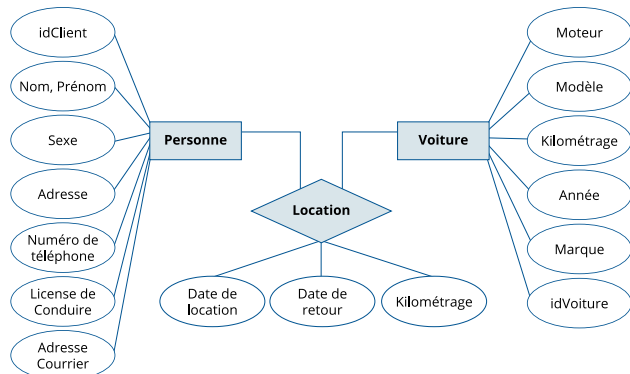 idClient
Nom, Prénom
Sexe
Adresse
Numéro de
téléphone
License de
Conduire
Adresse
Courrier
Personne
Location
Date de
location
Date de
retour
Kilométrage
Voiture
Moteur
Modèle
Kilométrage
Année
Marque
idVoiture